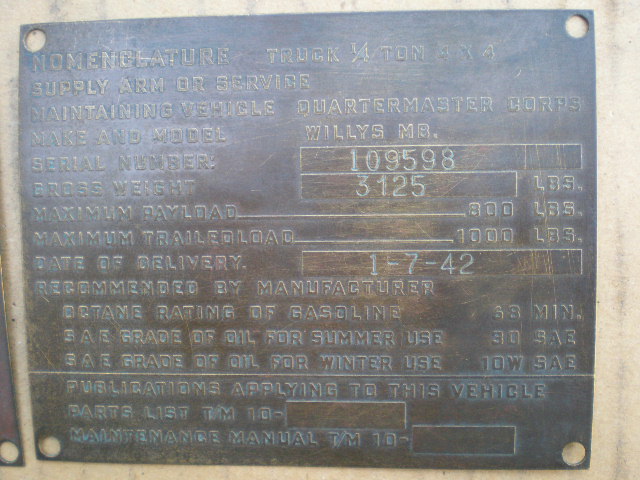 NOMENCLATURE TRUCK 1/4 TON 4 X 4
SUPPLY ARM OR SERVICE
MAINTAINING VEHICLE QUARTERMASTER CORPS
MAKE AND MODEL WILLYS MB.
SERIAL NUMBER: 109598
GROSS WEIGHT 3125 LBS.
MAXIMUM PAYLOAD 800 LBS.
MAXIMUM TRAILEDLOAD 1000 LBS.
DATE OF DELIVERY. 1-7-42
RECOMMENDED BY MANUFACTURER
OCTANE RATING OF GASOLINE 68 MIN.
S A E GRADE OF OIL FOR SUMMER USE 30 SAE
S A E GRADE OF OIL FOR WINTER USE 10W SAE
PUBLICATIONS APPLYING TO THIS VEHICLE
PARTS LIST T/M 10-
MAINTENANCE MANUAL T/M 10-